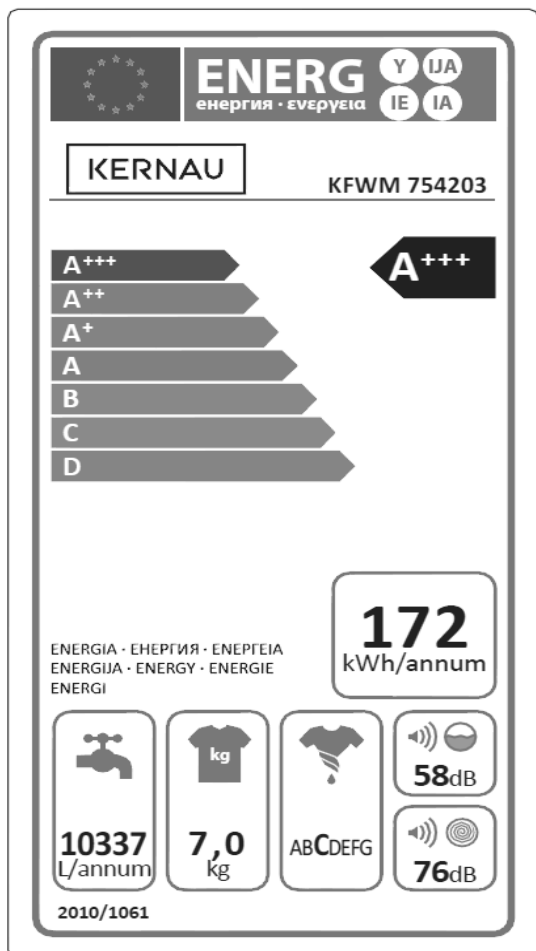 ENERG
енергия · ενεργεια
Y IJA
IE IA
KERNAU
KFWM 754203
A+++
A+++
A++
A+
A
B
C
D
172
kWh/annum
ENERGIA · ЕНЕРГИЯ · ΕΝΕΡΓΕΙΑ
ENERGIJA · ENERGY · ENERGIE
ENERGI
10337
L/annum
kg
7,0
kg
ABCDEFG
58dB
76dB
2010/1061